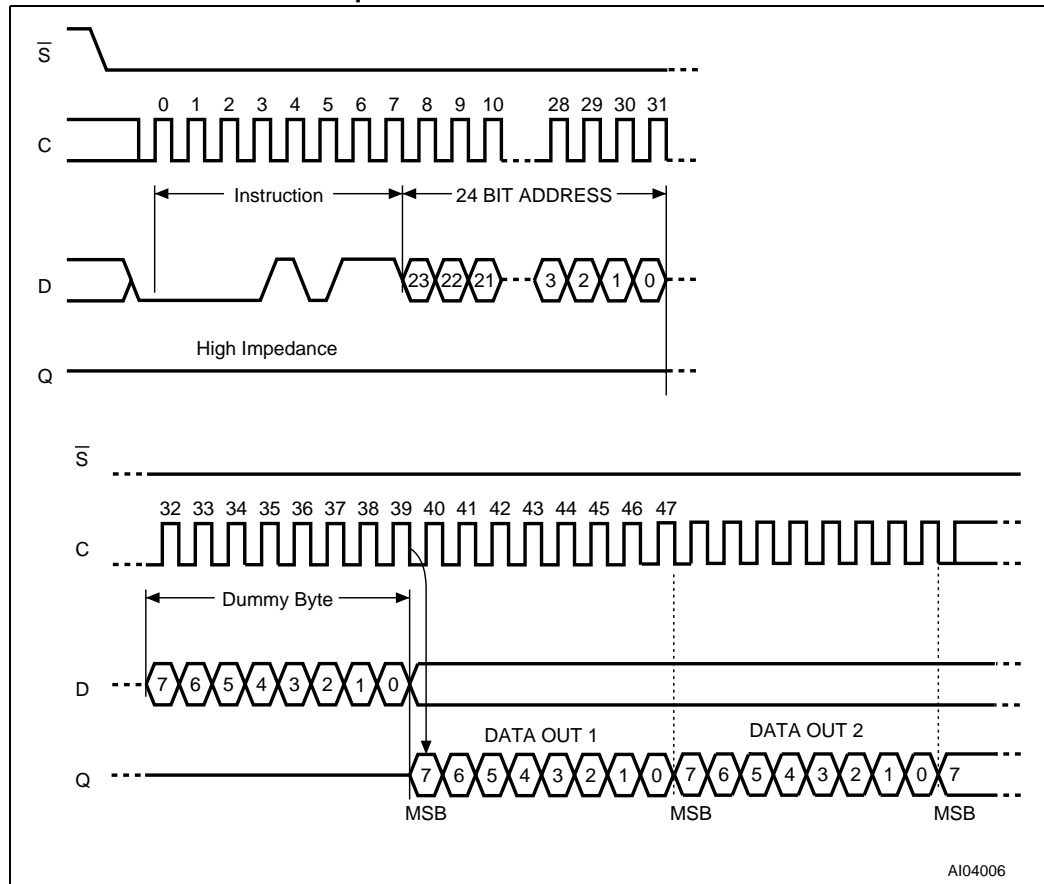 S
0 1 2 3 4 5 6 7 8 9 10 28 29 30 31
C
Instruction 24 BIT ADDRESS
D 23 22 21 3 2 1 0
High Impedance
Q
S
32 33 34 35 36 37 38 39 40 41 42 43 44 45 46 47
C
Dummy Byte
D 7 6 5 4 3 2 1 0
DATA OUT 1 DATA OUT 2
Q 7 6 5 4 3 2 1 0 7 6 5 4 3 2 1 0 7
MSB MSB MSB
AI04006